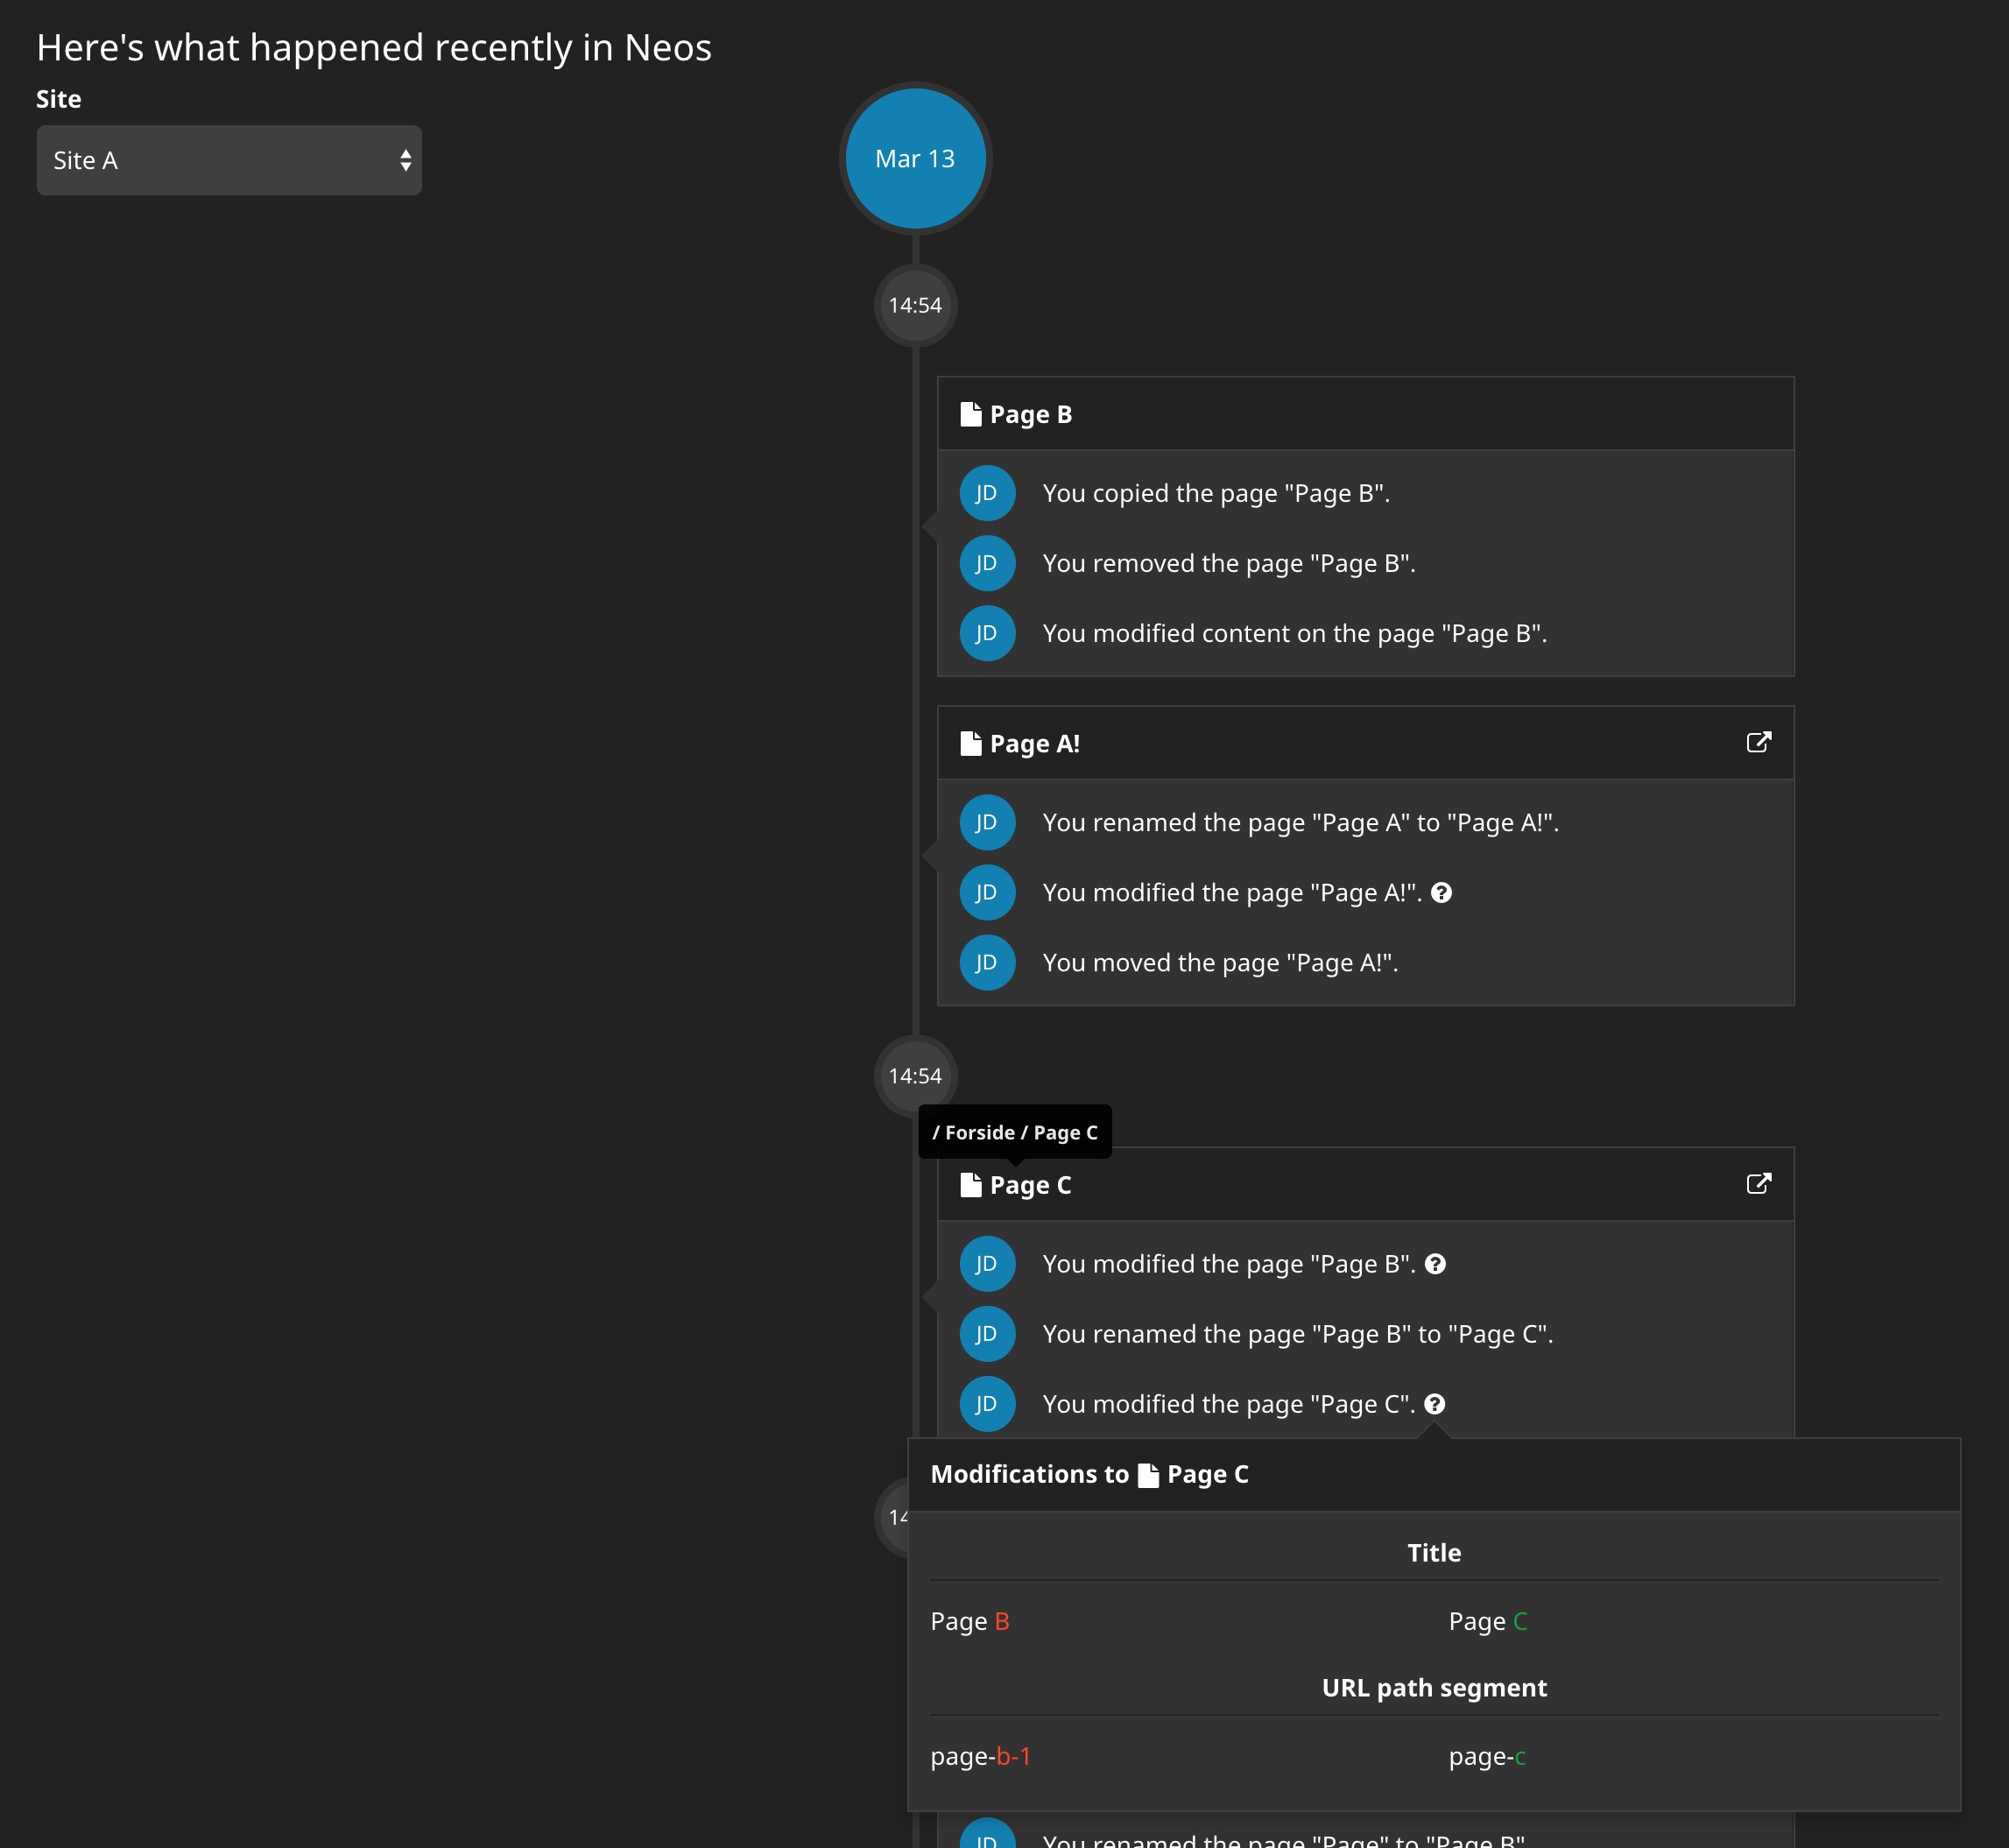 Here's what happened recently in Neos
Site
Site A
Mar 13
14:54
Page B
JD You copied the page "Page B".
JD You removed the page "Page B".
JD You modified content on the page "Page B".
Page A!
JD You renamed the page "Page A" to "Page A!".
JD You modified the page "Page A!".
JD You moved the page "Page A!".
14:54
/ Forside / Page C
Page C
JD You modified the page "Page B".
JD You renamed the page "Page B" to "Page C".
JD You modified the page "Page C".
Modifications to Page C
14
Title
Page B Page C
URL path segment
page-b-1 page-c
JD You renamed the page "Page" to "Page B"